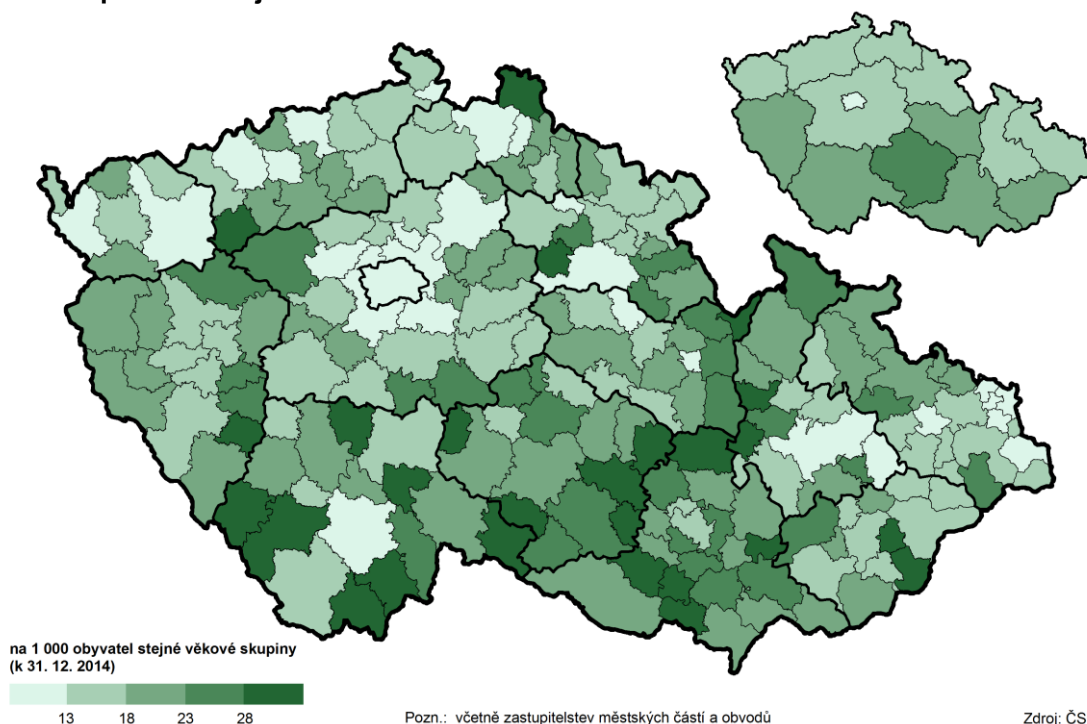 na 1 000 obyvatel stejné věkové skupiny
(k 31. 12. 2014)
13 18 23 28
Pozn.: včetně zastupitelstev městských částí a obvodů
Zdroj: ČS